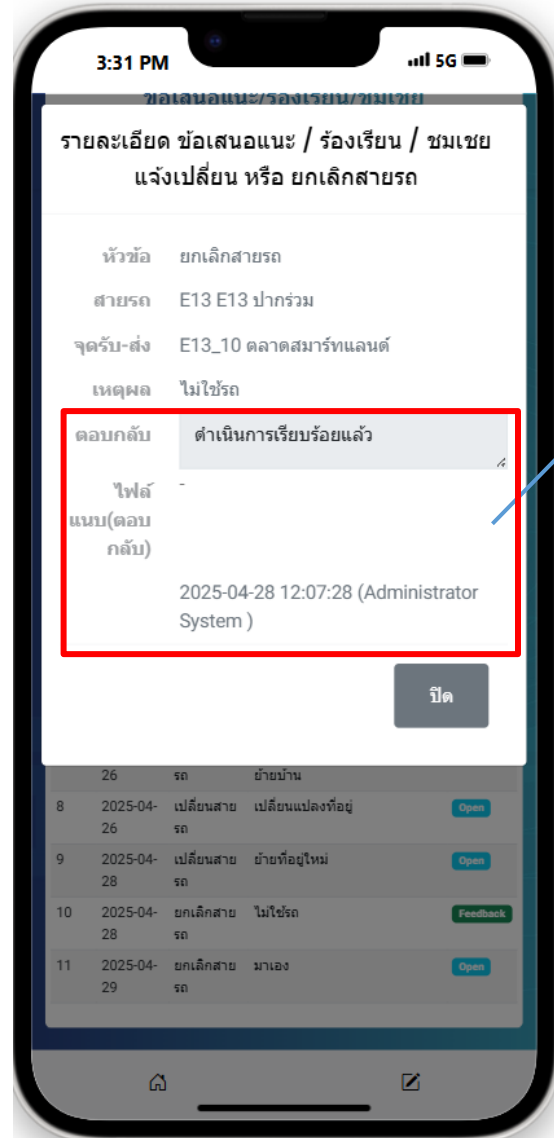 3:31 PM
5G
ข้อเสนอแนะ/ร้องเรียน/ชมเชย
รายละเอียด ข้อเสนอแนะ / ร้องเรียน / ชมเชย
แจ้งเปลี่ยน หรือ ยกเลิกสายรถ
หัวข้อ ยกเลิกสายรถ
สายรถ E13 E13 ปากร่วม
จุดรับ-ส่ง E13_10 ตลาดสมาร์ทแลนด์
เหตุผล ไม่ใช้รถ
ตอบกลับ ดำเนินการเรียบร้อยแล้ว
ไฟล์ -
แนบ(ตอบ
กลับ)
2025-04-28 12:07:28 (Administrator
System )
ปิด
26 รถ ย้ายบ้าน
8 2025-04- เปลี่ยนสาย เปลี่ยนแปลงที่อยู่ Open
26 รถ
9 2025-04- เปลี่ยนสาย ย้ายที่อยู่ใหม่ Open
28 รถ
10 2025-04- ยกเลิกสาย ไม่ใช้รถ Feedback
28 รถ
11 2025-04- ยกเลิกสาย มาเอง Open
29 รถ